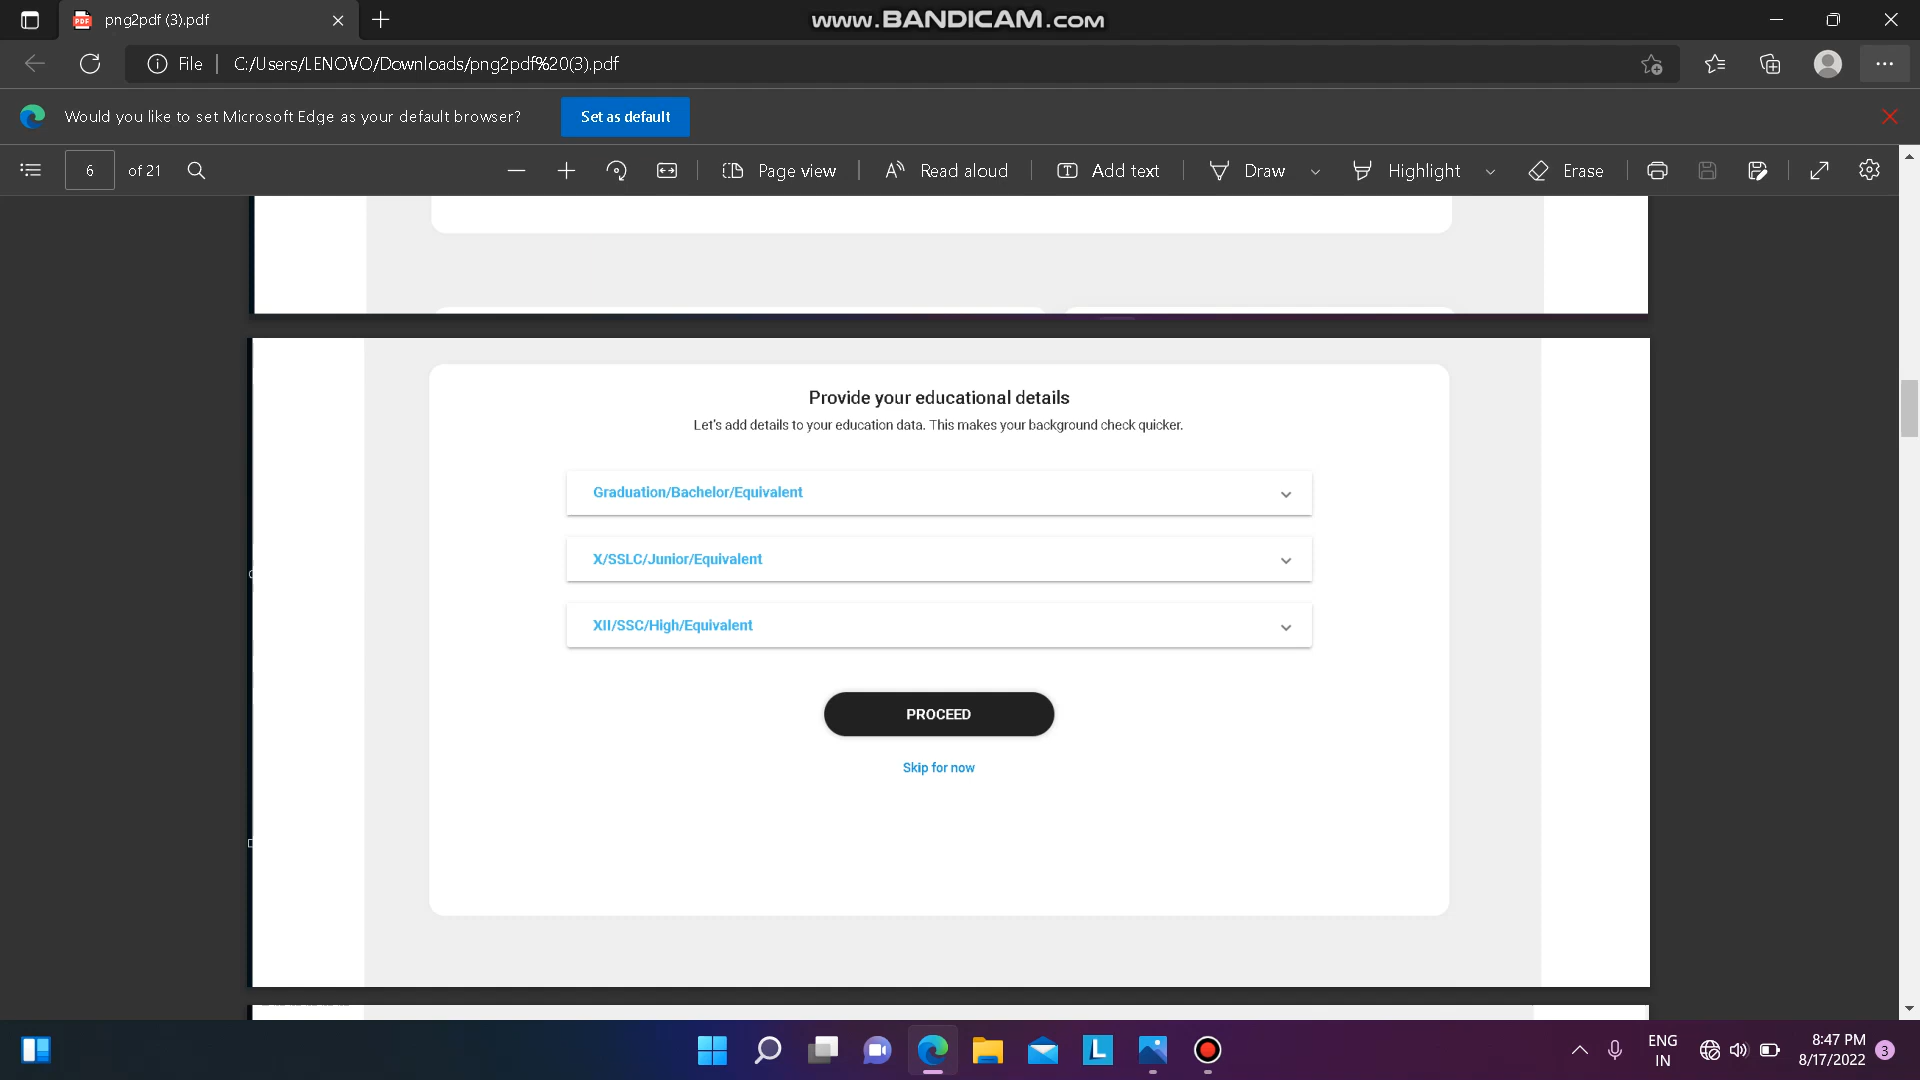 png2pdf (3).pdf
www.BANDICAM.COM
File
C:/Users/LENOVO/Downloads/png2pdf%20(3).pdf
Would you like to set Microsoft Edge as your default browser?
Set as default
6
of 21
Page view
Read aloud
Add text
Draw
Highlight
Erase
Provide your educational details
Let's add details to your education data. This makes your background check quicker.
Graduation/Bachelor/Equivalent
X/SSLC/Junior/Equivalent
XII/SSC/High/Equivalent
PROCEED
Skip for now
ENG
IN
8:47 PM
8/17/2022
3